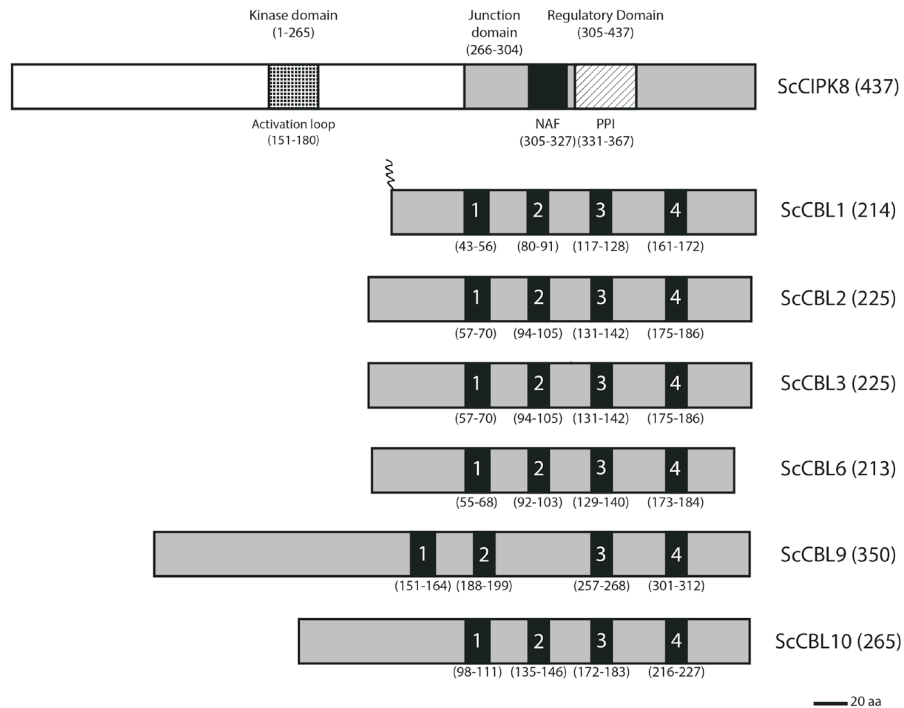 Kinase domain
(1-265)
Junction
domain
(266-304)
Regulatory Domain
(305-437)
ScCIPK8 (437)
Activation loop
(151-180)
NAF
(305-327)
PPI
(331-367)
1 2 3 4
ScCBL1 (214)
(43-56) (80-91) (117-128) (161-172)
1 2 3 4
ScCBL2 (225)
(57-70) (94-105) (131-142) (175-186)
1 2 3 4
ScCBL3 (225)
(57-70) (94-105) (131-142) (175-186)
1 2 3 4
ScCBL6 (213)
(55-68) (92-103) (129-140) (173-184)
1 2 3 4
ScCBL9 (350)
(151-164) (188-199) (257-268) (301-312)
1 2 3 4
ScCBL10 (265)
(98-111) (135-146) (172-183) (216-227)
20 aa